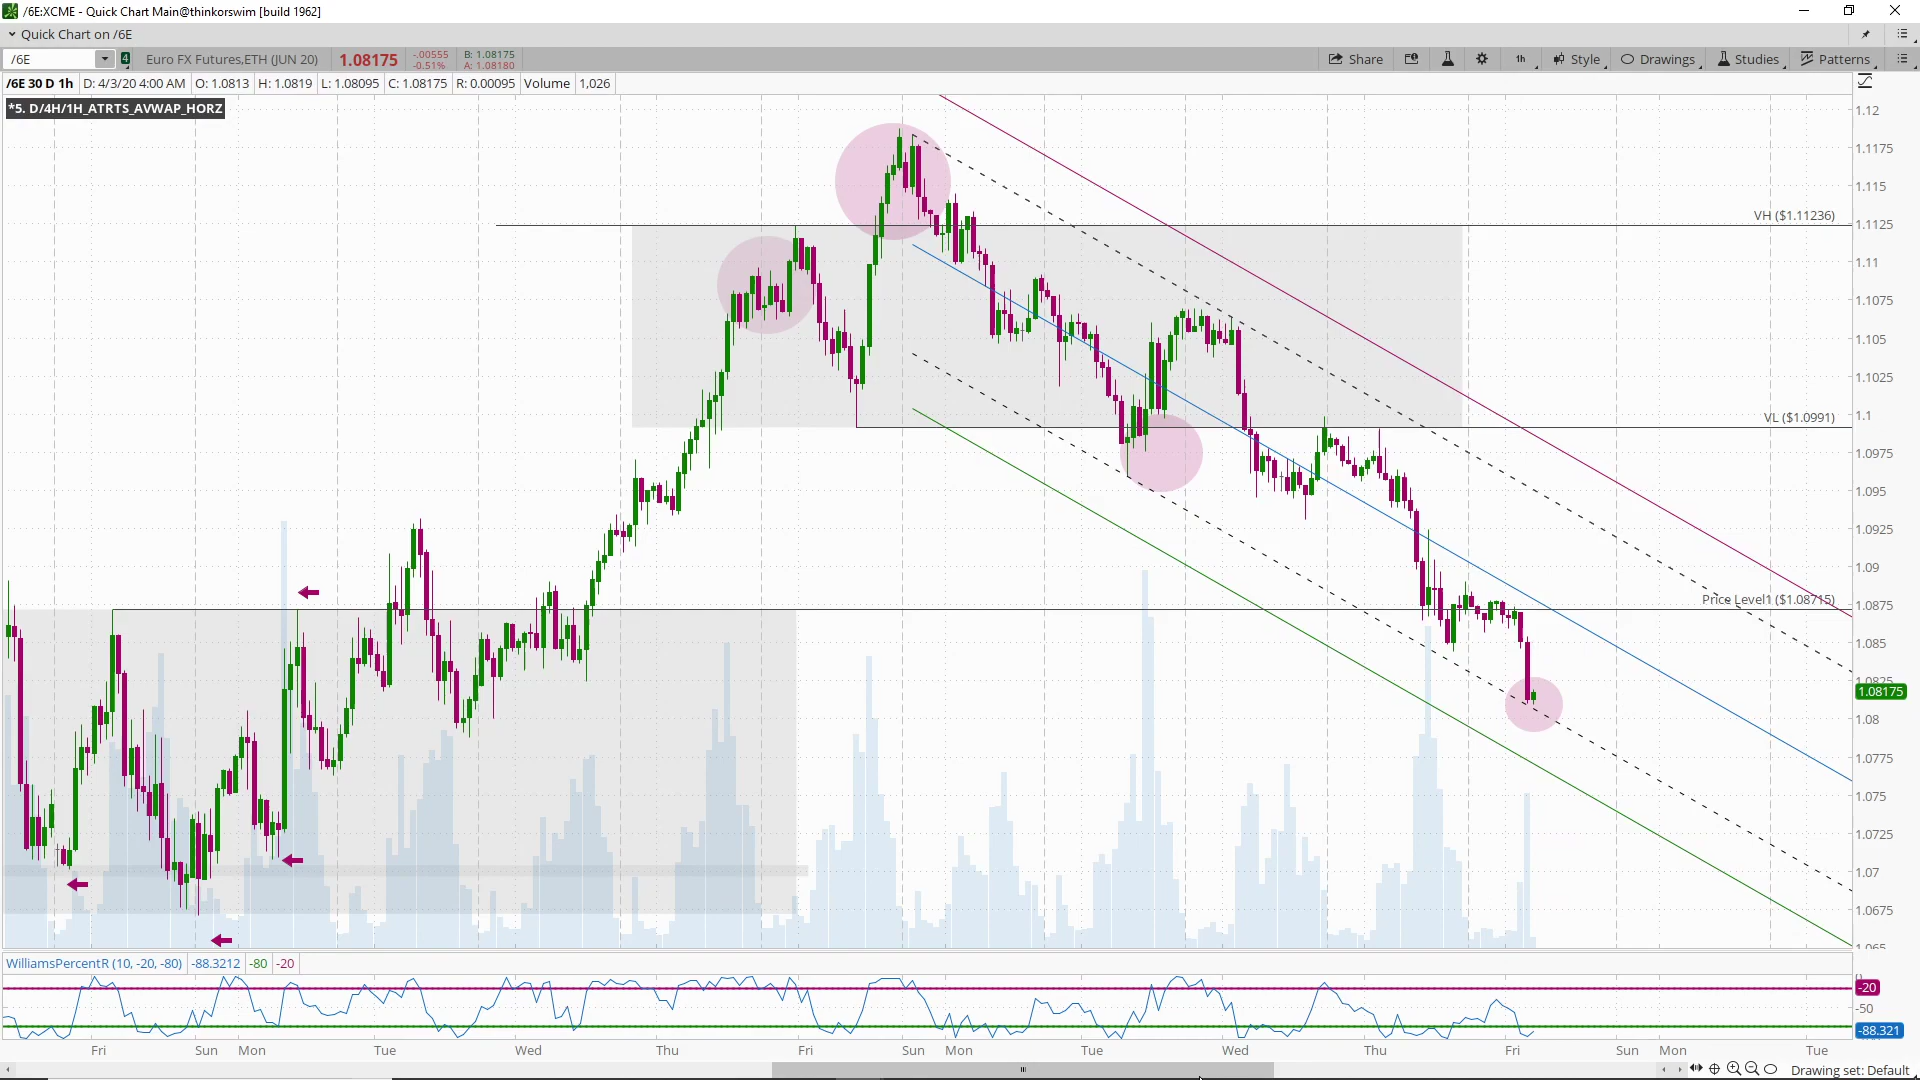 /6E:XCME - Quick Chart Main@thinkorswim [build 1962]
Quick Chart on /6E
/6E 4 Euro FX Futures,ETH (JUN 20) 1.08175 -.00555 B: 1.08175 Share 1h Style Drawings Studies Patterns
-0.51% A: 1.08180
/6E 30 D 1h D: 4/3/20 4:00 AM O: 1.0813 H: 1.0819 L: 1.08095 C: 1.08175 R: 0.00095 Volume 1,026
*5. D/4H/1H_ATRTS_AVWAP_HORZ
1.12
1.1175
1.115
VH ($1.11236)
1.1125
1.11
1.1075
1.105
1.1025
VL ($1.0991)
1.1
1.0975
1.095
1.0925
1.09
Price Level1 ($1.08715)
1.0875
1.085
1.0825
1.08175
1.08
1.0775
1.075
1.0725
1.07
1.0675
1.065
WilliamsPercentR (10, -20, -80) -88.3212 -80 -20
0
-20
-50
-88.321
Fri Sun Mon Tue Wed Thu Fri Sun Mon Tue Wed Thu Fri Sun Mon Tue
Drawing set: Default